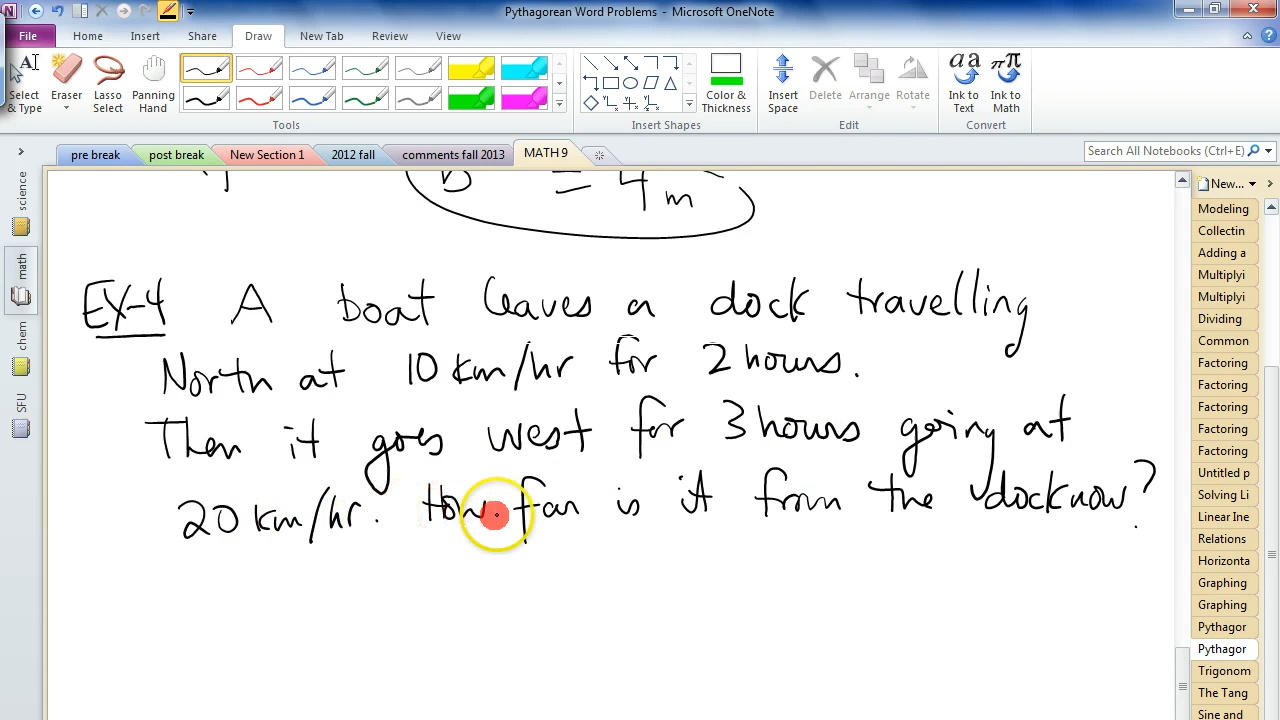 Pythagorean Word Problems - Microsoft OneNote
File Home Insert Share Draw New Tab Review View
Select & Type Eraser Lasso Select Panning Hand Color & Thickness Insert Space Delete Arrange Rotate Ink to Text Ink to Math
Tools Insert Shapes Edit Convert
pre break post break New Section 1 2012 fall comments fall 2013 MATH 9 Search All Notebooks (Ctrl+E)
science
math
chem
SFU
B = 4m
EX-4 A boat leaves a dock travelling
North at 10 km/hr for 2 hours.
Then it goes west for 3 hours going at
20 km/hr. How far is it from the dock now?
New...
Modeling
Collectin
Adding a
Multiplyi
Multiplyi
Dividing
Common
Factoring
Factoring
Factoring
Factoring
Factoring
Untitled p
Solving Li
Linear Ine
Relations
Horizonta
Graphing
Graphing
Pythagor
Pythagor
Trigonom
The Tang
Sine and